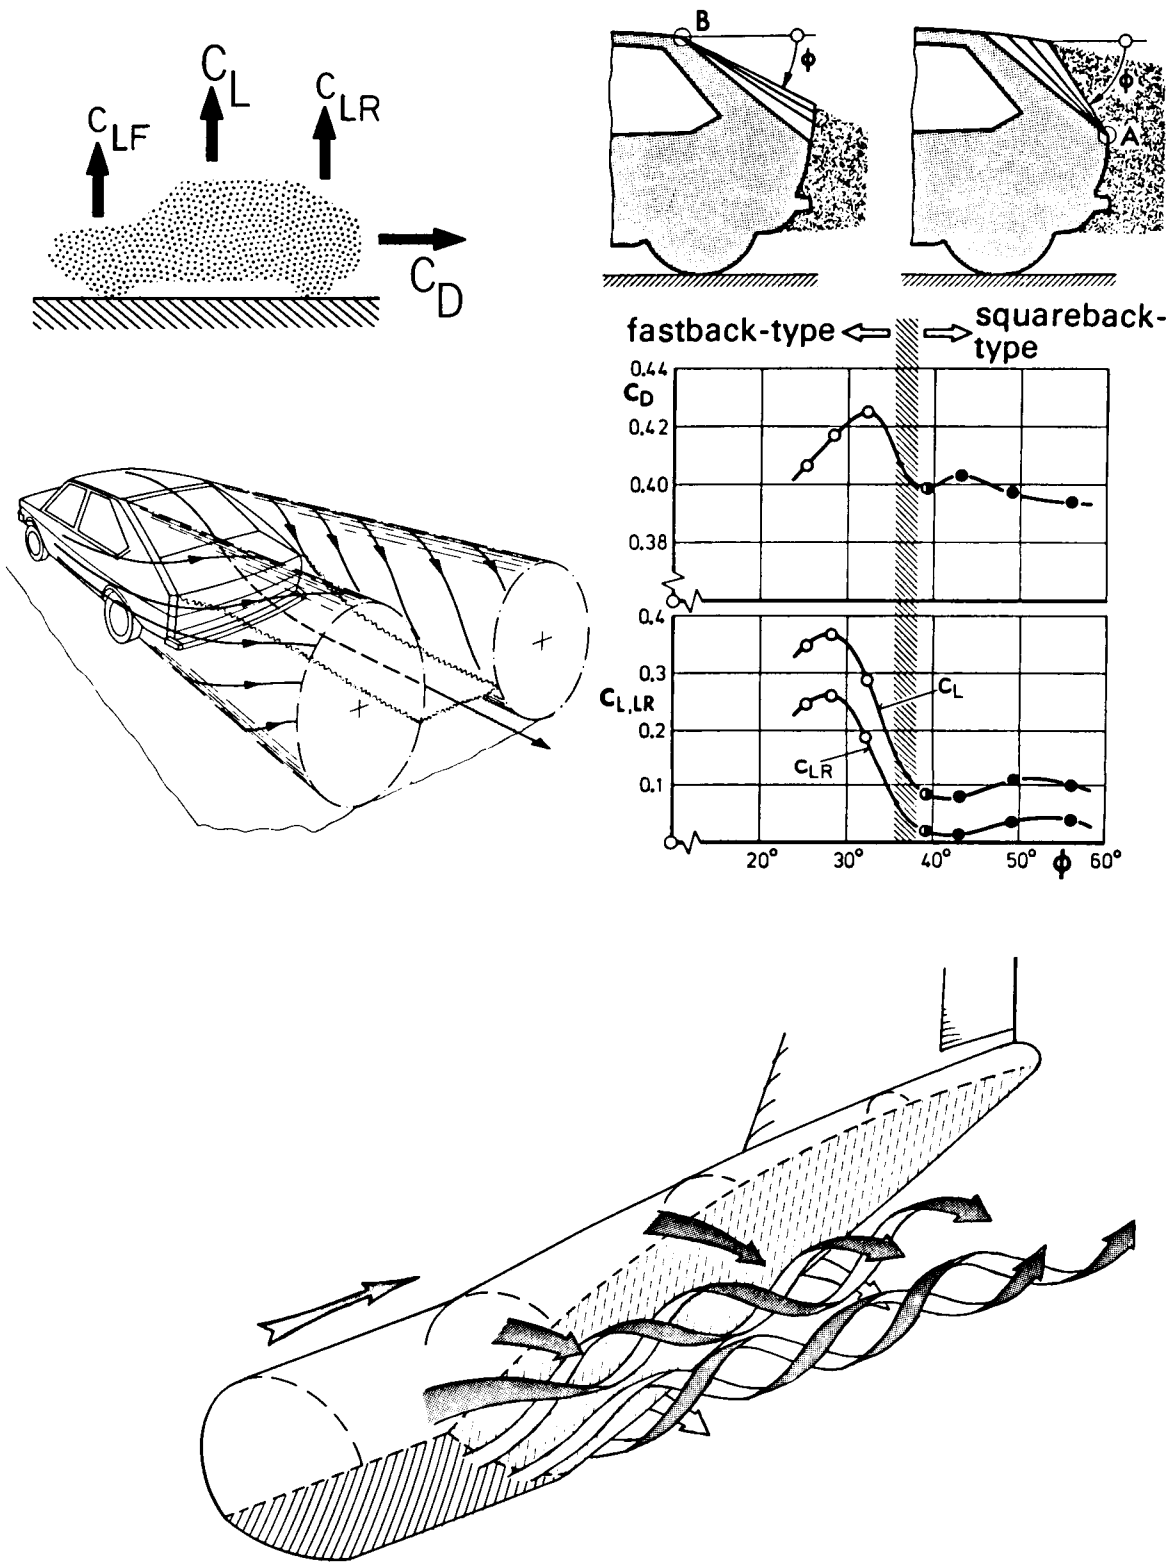 C_L
C_LF
C_LR
C_D
B
ϕ
ϕ
A
fastback-type
squareback-
type
0.44
C_D
0.42
0.40
0.38
0.4
0.3
C_L,LR
0.2
0.1
C_L
C_LR
20° 30° 40° 50° ϕ 60°